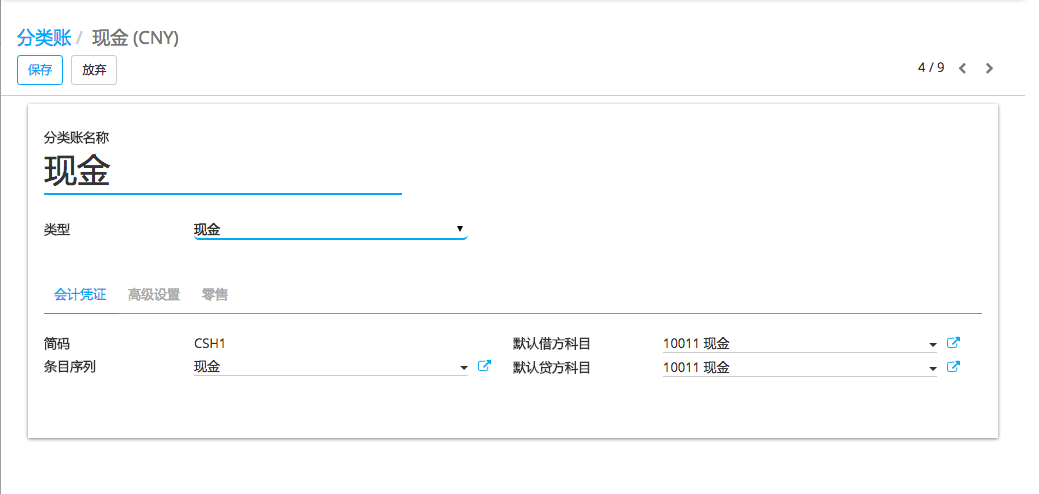 分类账 / 现金 (CNY)
保存 放弃 4 / 9
分类账名称
现金
类型 现金
会计凭证 高级设置 零售
简码 CSH1 默认借方科目 10011 现金
条目序列 现金 默认贷方科目 10011 现金